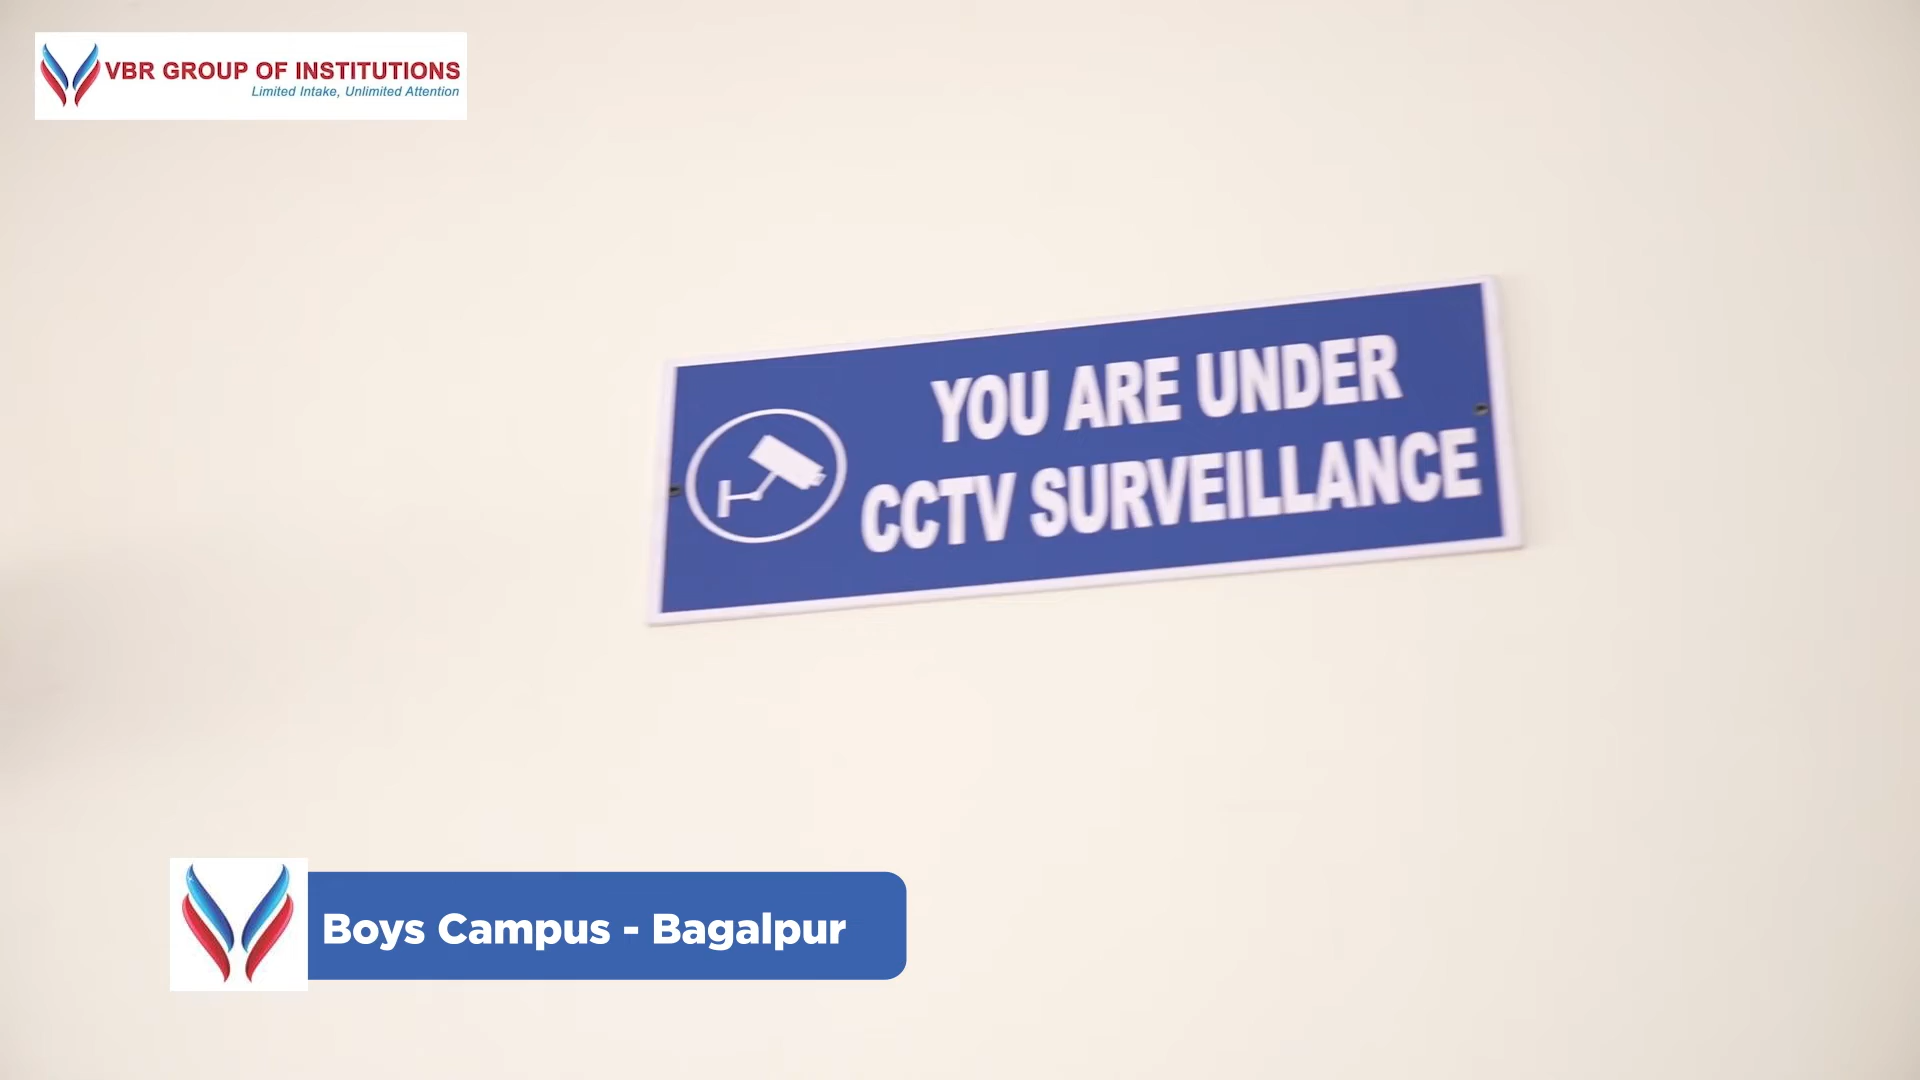 VBR GROUP OF INSTITUTIONS
Limited Intake, Unlimited Attention
YOU ARE UNDER
CCTV SURVEILLANCE
Boys Campus - Bagalpur